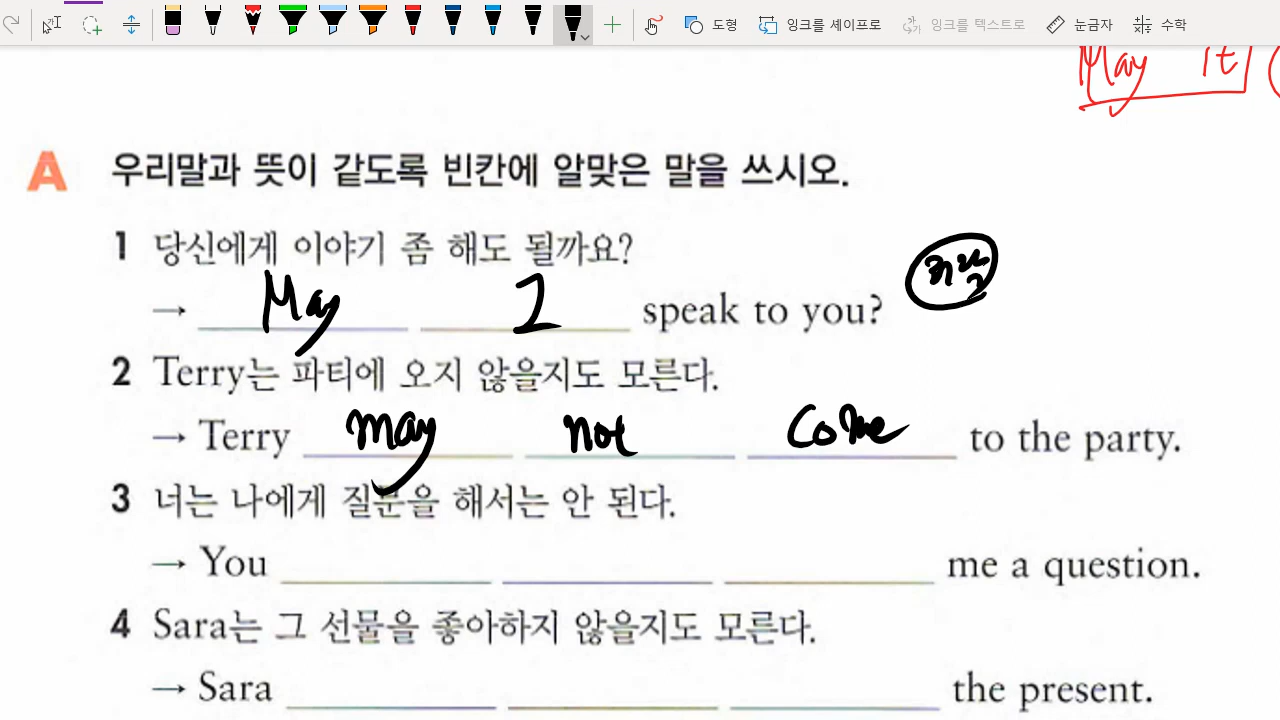 도형 잉크를 셰이프로 잉크를 텍스트로 눈금자 수학
May It
A 우리말과 뜻이 같도록 빈칸에 알맞은 말을 쓰시오.
1 당신에게 이야기 좀 해도 될까요?
→ May I speak to you?
2 Terry는 파티에 오지 않을지도 모른다.
→ Terry may not come to the party.
3 너는 나에게 질문을 해서는 안 된다.
→ You me a question.
4 Sara는 그 선물을 좋아하지 않을지도 모른다.
→ Sara the present.